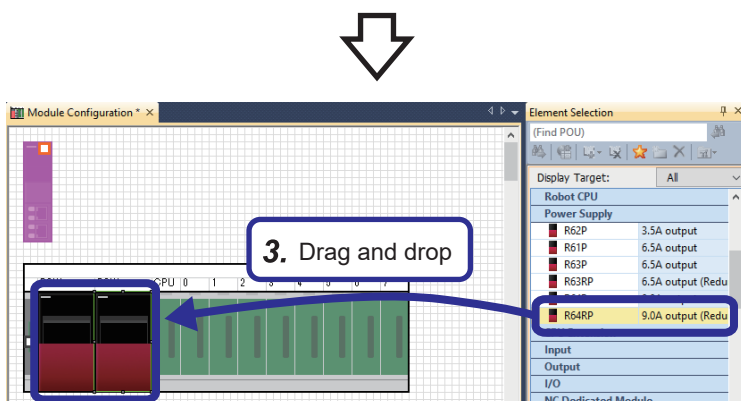 Module Configuration *
Element Selection
(Find POU)
Display Target: All
Robot CPU
Power Supply
R62P 3.5A output
R61P 6.5A output
R63P 6.5A output
R63RP 6.5A output (Redu
R64RP 9.0A output (Redu
Input
Output
I/O
NC Dedicated Module
3. Drag and drop
CPU 0 1 2 3 4 5 6 7